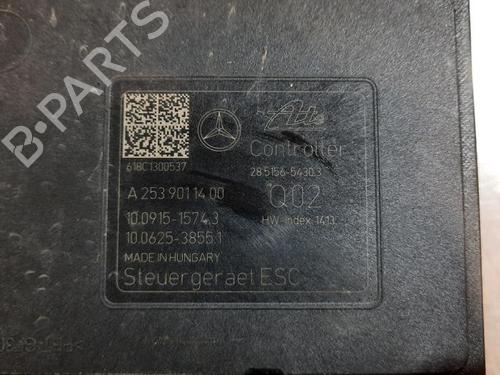 B-PARTS
Ate
Controller
618C1300537
28.5156-5430.3
A 253 901 14 00
Q02
10.0915-1574.3
HW-Index 1413
10.0625-3855.1
MADE IN HUNGARY
Steuergeraet ESC